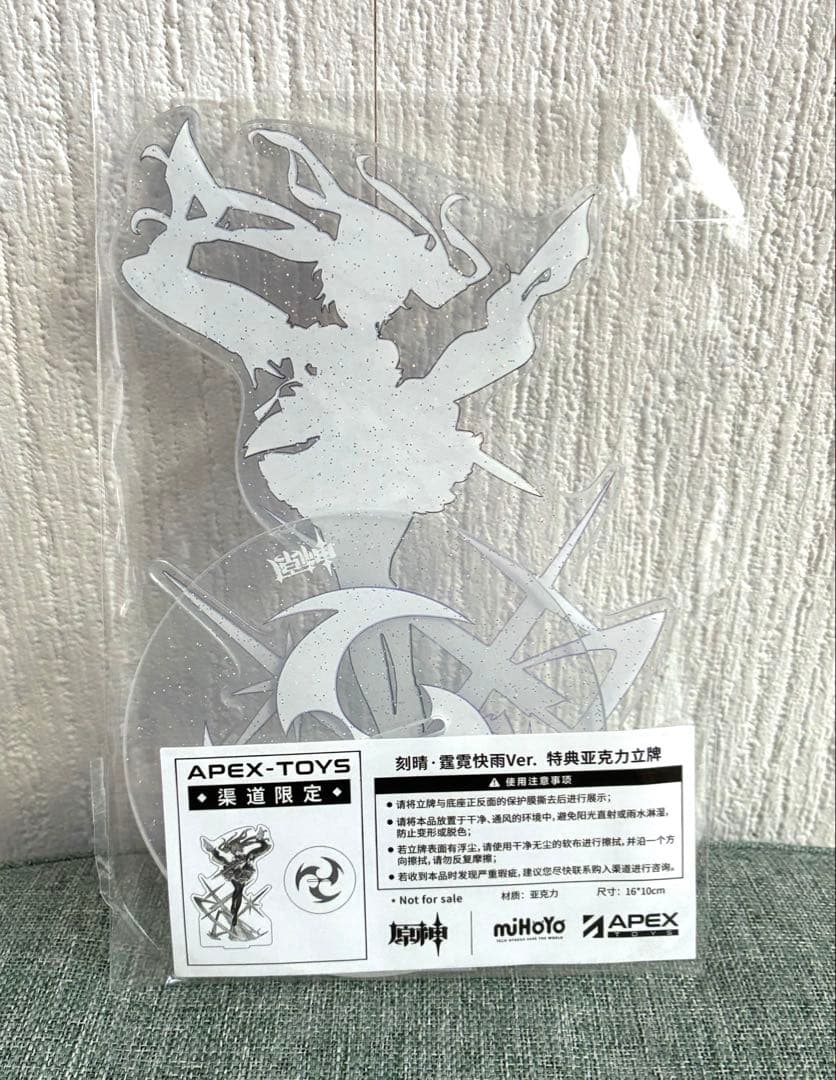 原神
APEX-TOYS
渠道限定
刻晴·霆霓快雨Ver. 特典亚克力立牌
使用注意事项
● 请将立牌与底座正反面的保护膜撕去后进行展示;
● 请将本品放置于干净、通风的环境中,避免阳光直射或雨水淋湿,
防止变形或脱色;
● 若立牌表面有浮尘,请使用干净无尘的软布进行擦拭,并沿一个方
向擦拭,请勿反复摩擦;
● 若收到本品时发现严重瑕疵,建议您尽快联系购入渠道进行咨询。
* Not for sale 材质:亚克力 尺寸:16*10cm
原神 miHoYo APEX
TECH OTAKUS SAVE THE WORLD TOYS